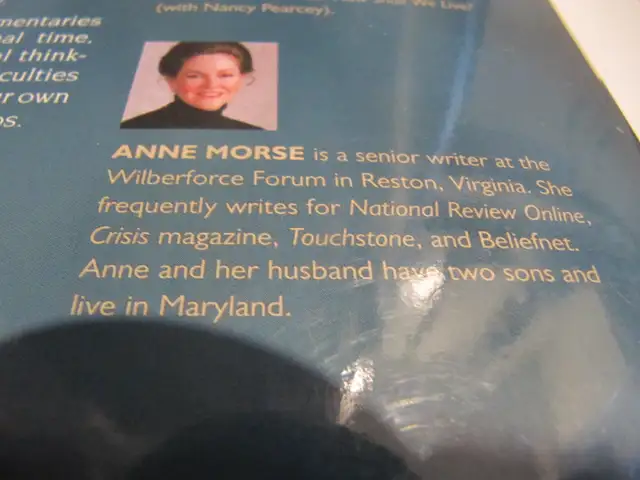 (with Nancy Pearcey).
We Live?
mentaries
time,
think-
culties
own
ANNE MORSE is a senior writer at the
Wilberforce Forum in Reston, Virginia. She
frequently writes for National Review Online,
Crisis magazine, Touchstone, and Beliefnet.
Anne and her husband have two sons and
live in Maryland.